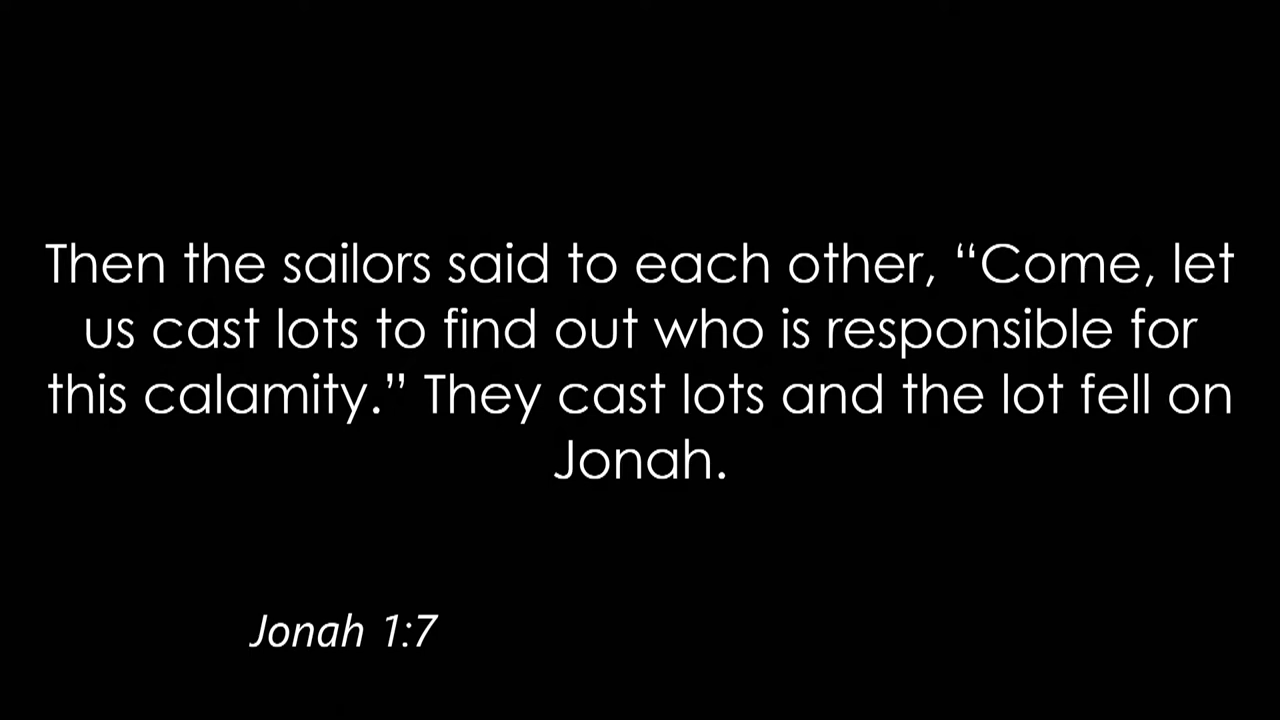 Then the sailors said to each other, “Come, let
us cast lots to find out who is responsible for
this calamity.” They cast lots and the lot fell on
Jonah.
Jonah 1:7